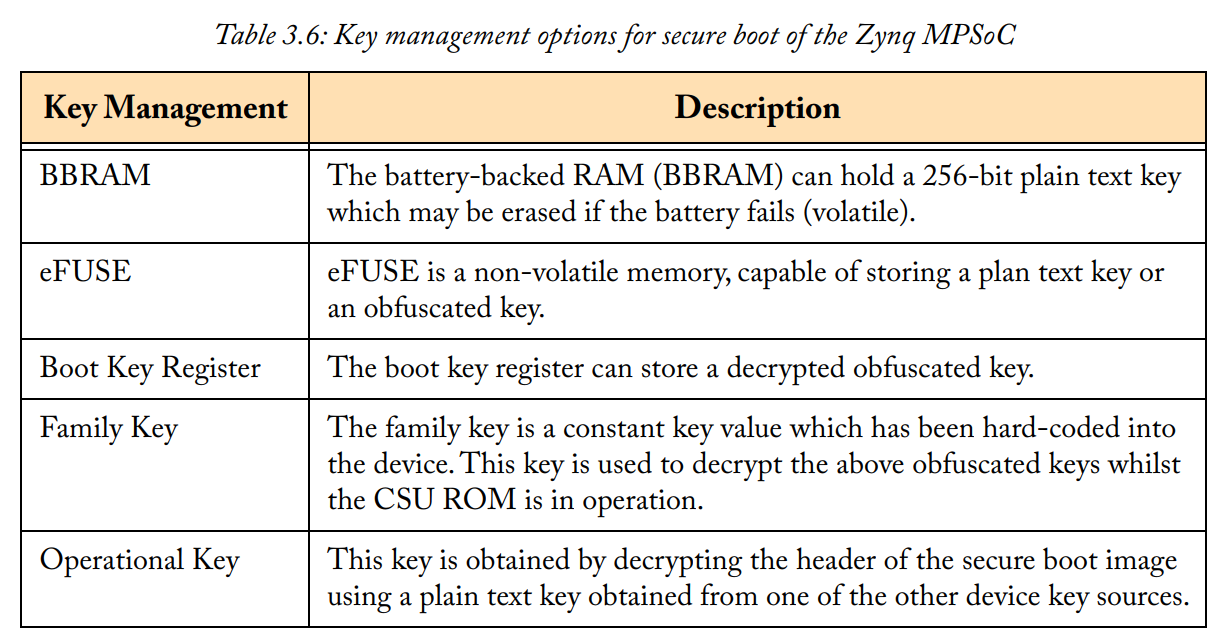 Table 3.6: Key management options for secure boot of the Zynq MPSoC
Key Management
Description
BBRAM
The battery-backed RAM (BBRAM) can hold a 256-bit plain text key
which may be erased if the battery fails (volatile).
eFUSE
eFUSE is a non-volatile memory, capable of storing a plan text key or
an obfuscated key.
Boot Key Register
The boot key register can store a decrypted obfuscated key.
Family Key
The family key is a constant key value which has been hard-coded into
the device. This key is used to decrypt the above obfuscated keys whilst
the CSU ROM is in operation.
Operational Key
This key is obtained by decrypting the header of the secure boot image
using a plain text key obtained from one of the other device key sources.